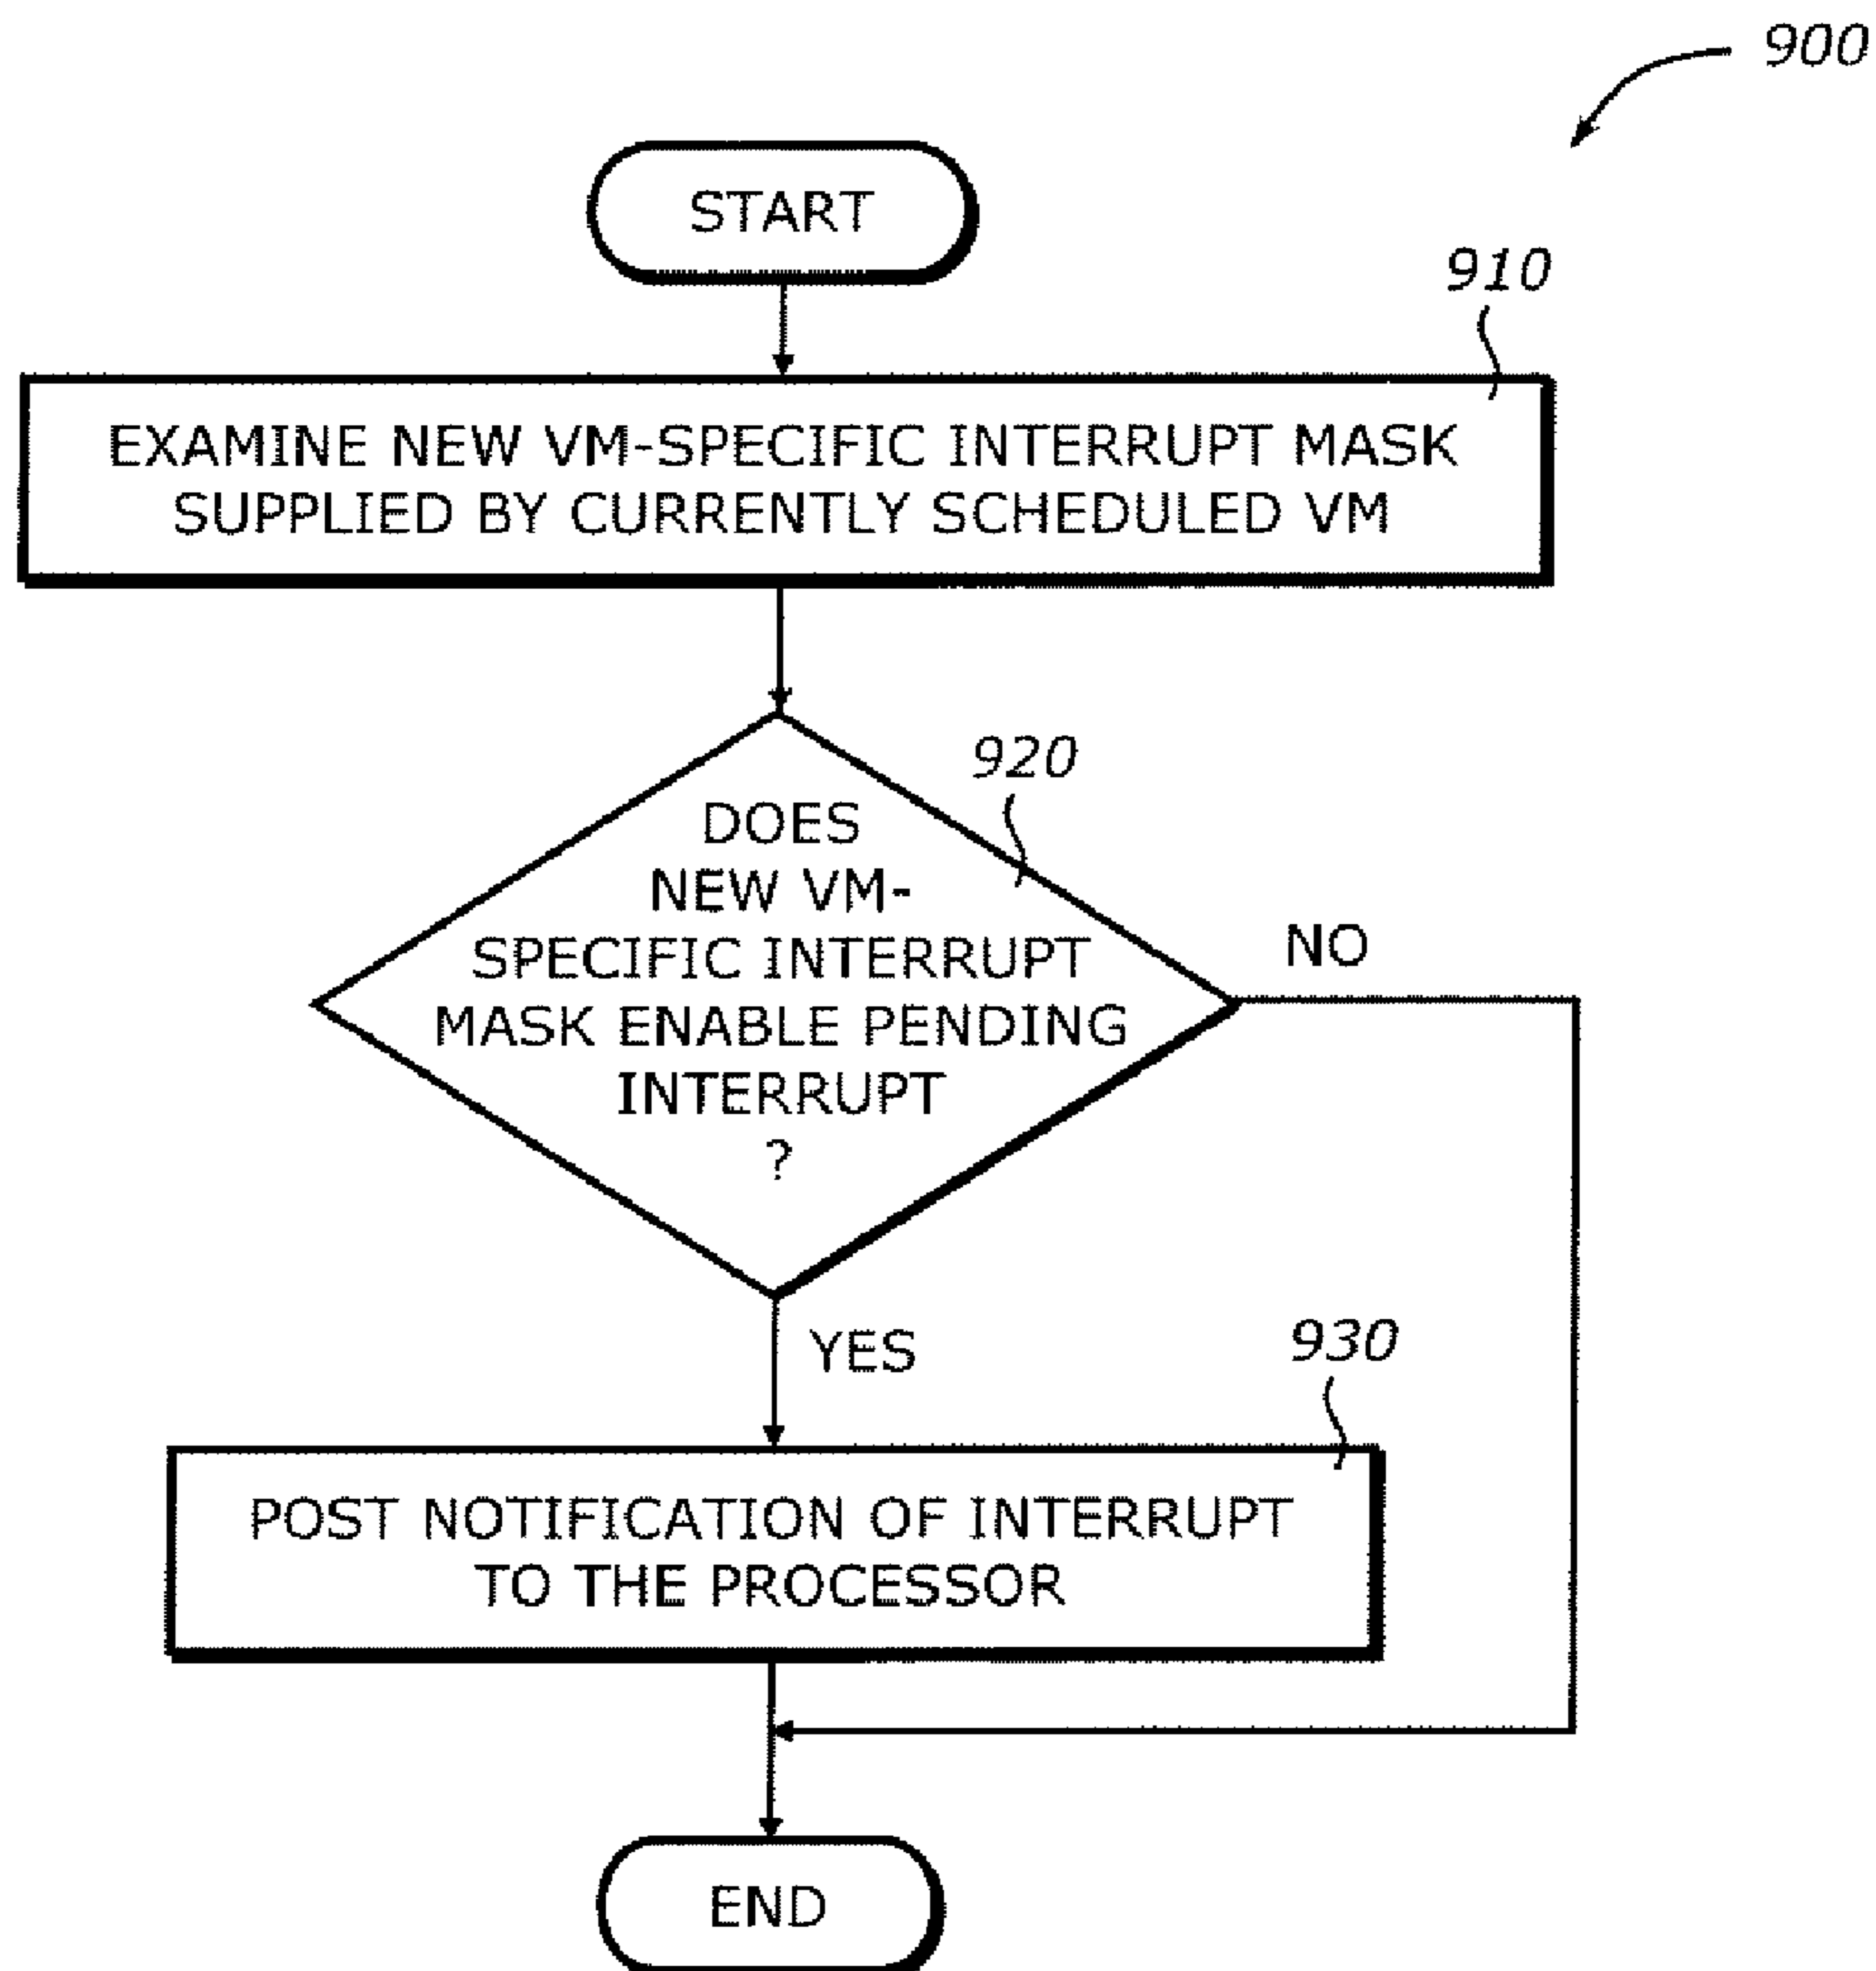 900
START
910
EXAMINE NEW VM-SPECIFIC INTERRUPT MASK
SUPPLIED BY CURRENTLY SCHEDULED VM
920
DOES
NEW VM-
SPECIFIC INTERRUPT
MASK ENABLE PENDING
INTERRUPT
?
NO
YES
930
POST NOTIFICATION OF INTERRUPT
TO THE PROCESSOR
END